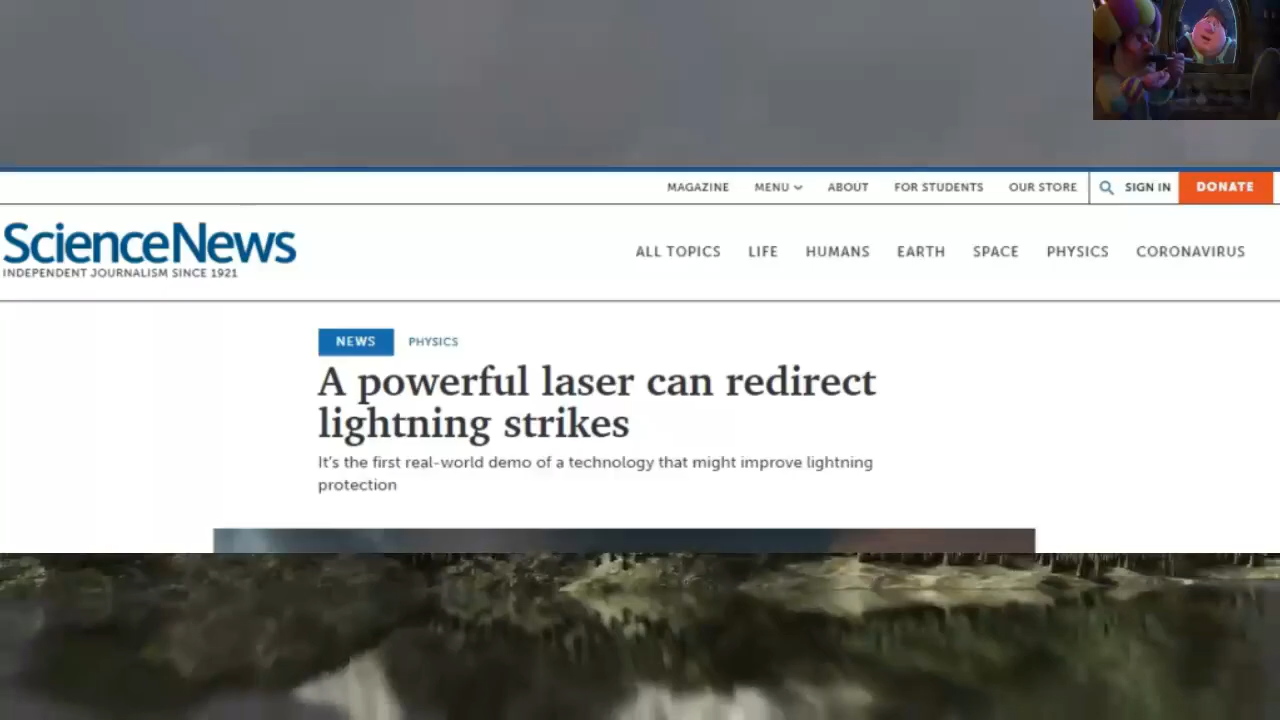 MAGAZINE MENU ABOUT FOR STUDENTS OUR STORE SIGN IN DONATE
ScienceNews
INDEPENDENT JOURNALISM SINCE 1921
ALL TOPICS LIFE HUMANS EARTH SPACE PHYSICS CORONAVIRUS
NEWS PHYSICS
A powerful laser can redirect
lightning strikes
It's the first real-world demo of a technology that might improve lightning
protection